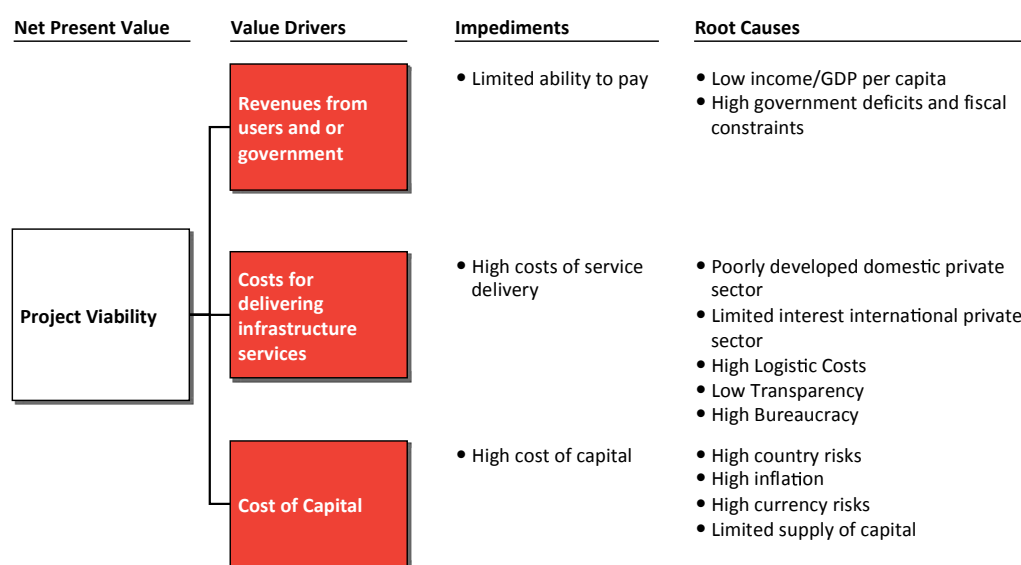 Net Present Value
Value Drivers
Impediments
Root Causes
Project Viability
Revenues from
users and or
government
• Limited ability to pay
• Low income/GDP per capita
• High government deficits and fiscal
constraints
Costs for
delivering
infrastructure
services
• High costs of service
delivery
• Poorly developed domestic private
sector
• Limited interest international private
sector
• High Logistic Costs
• Low Transparency
• High Bureaucracy
Cost of Capital
• High cost of capital
• High country risks
• High inflation
• High currency risks
• Limited supply of capital